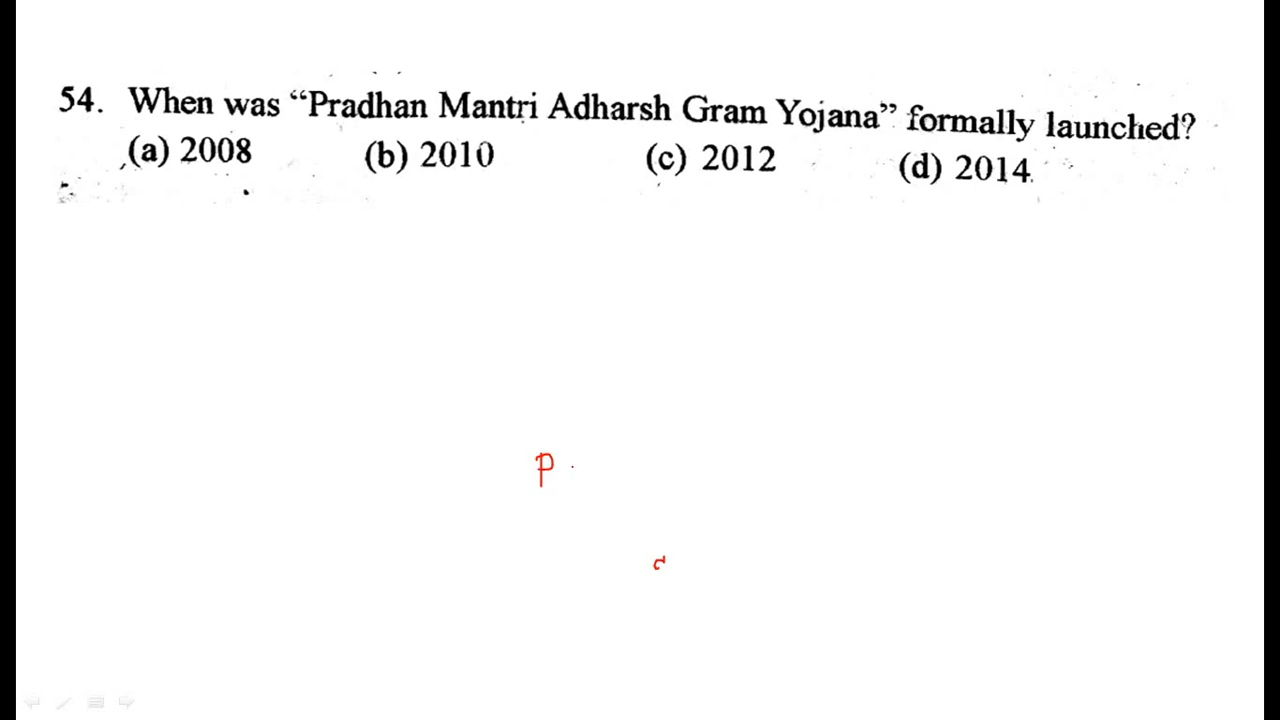 54. When was “Pradhan Mantri Adharsh Gram Yojana” formally launched?
(a) 2008 (b) 2010 (c) 2012 (d) 2014
P